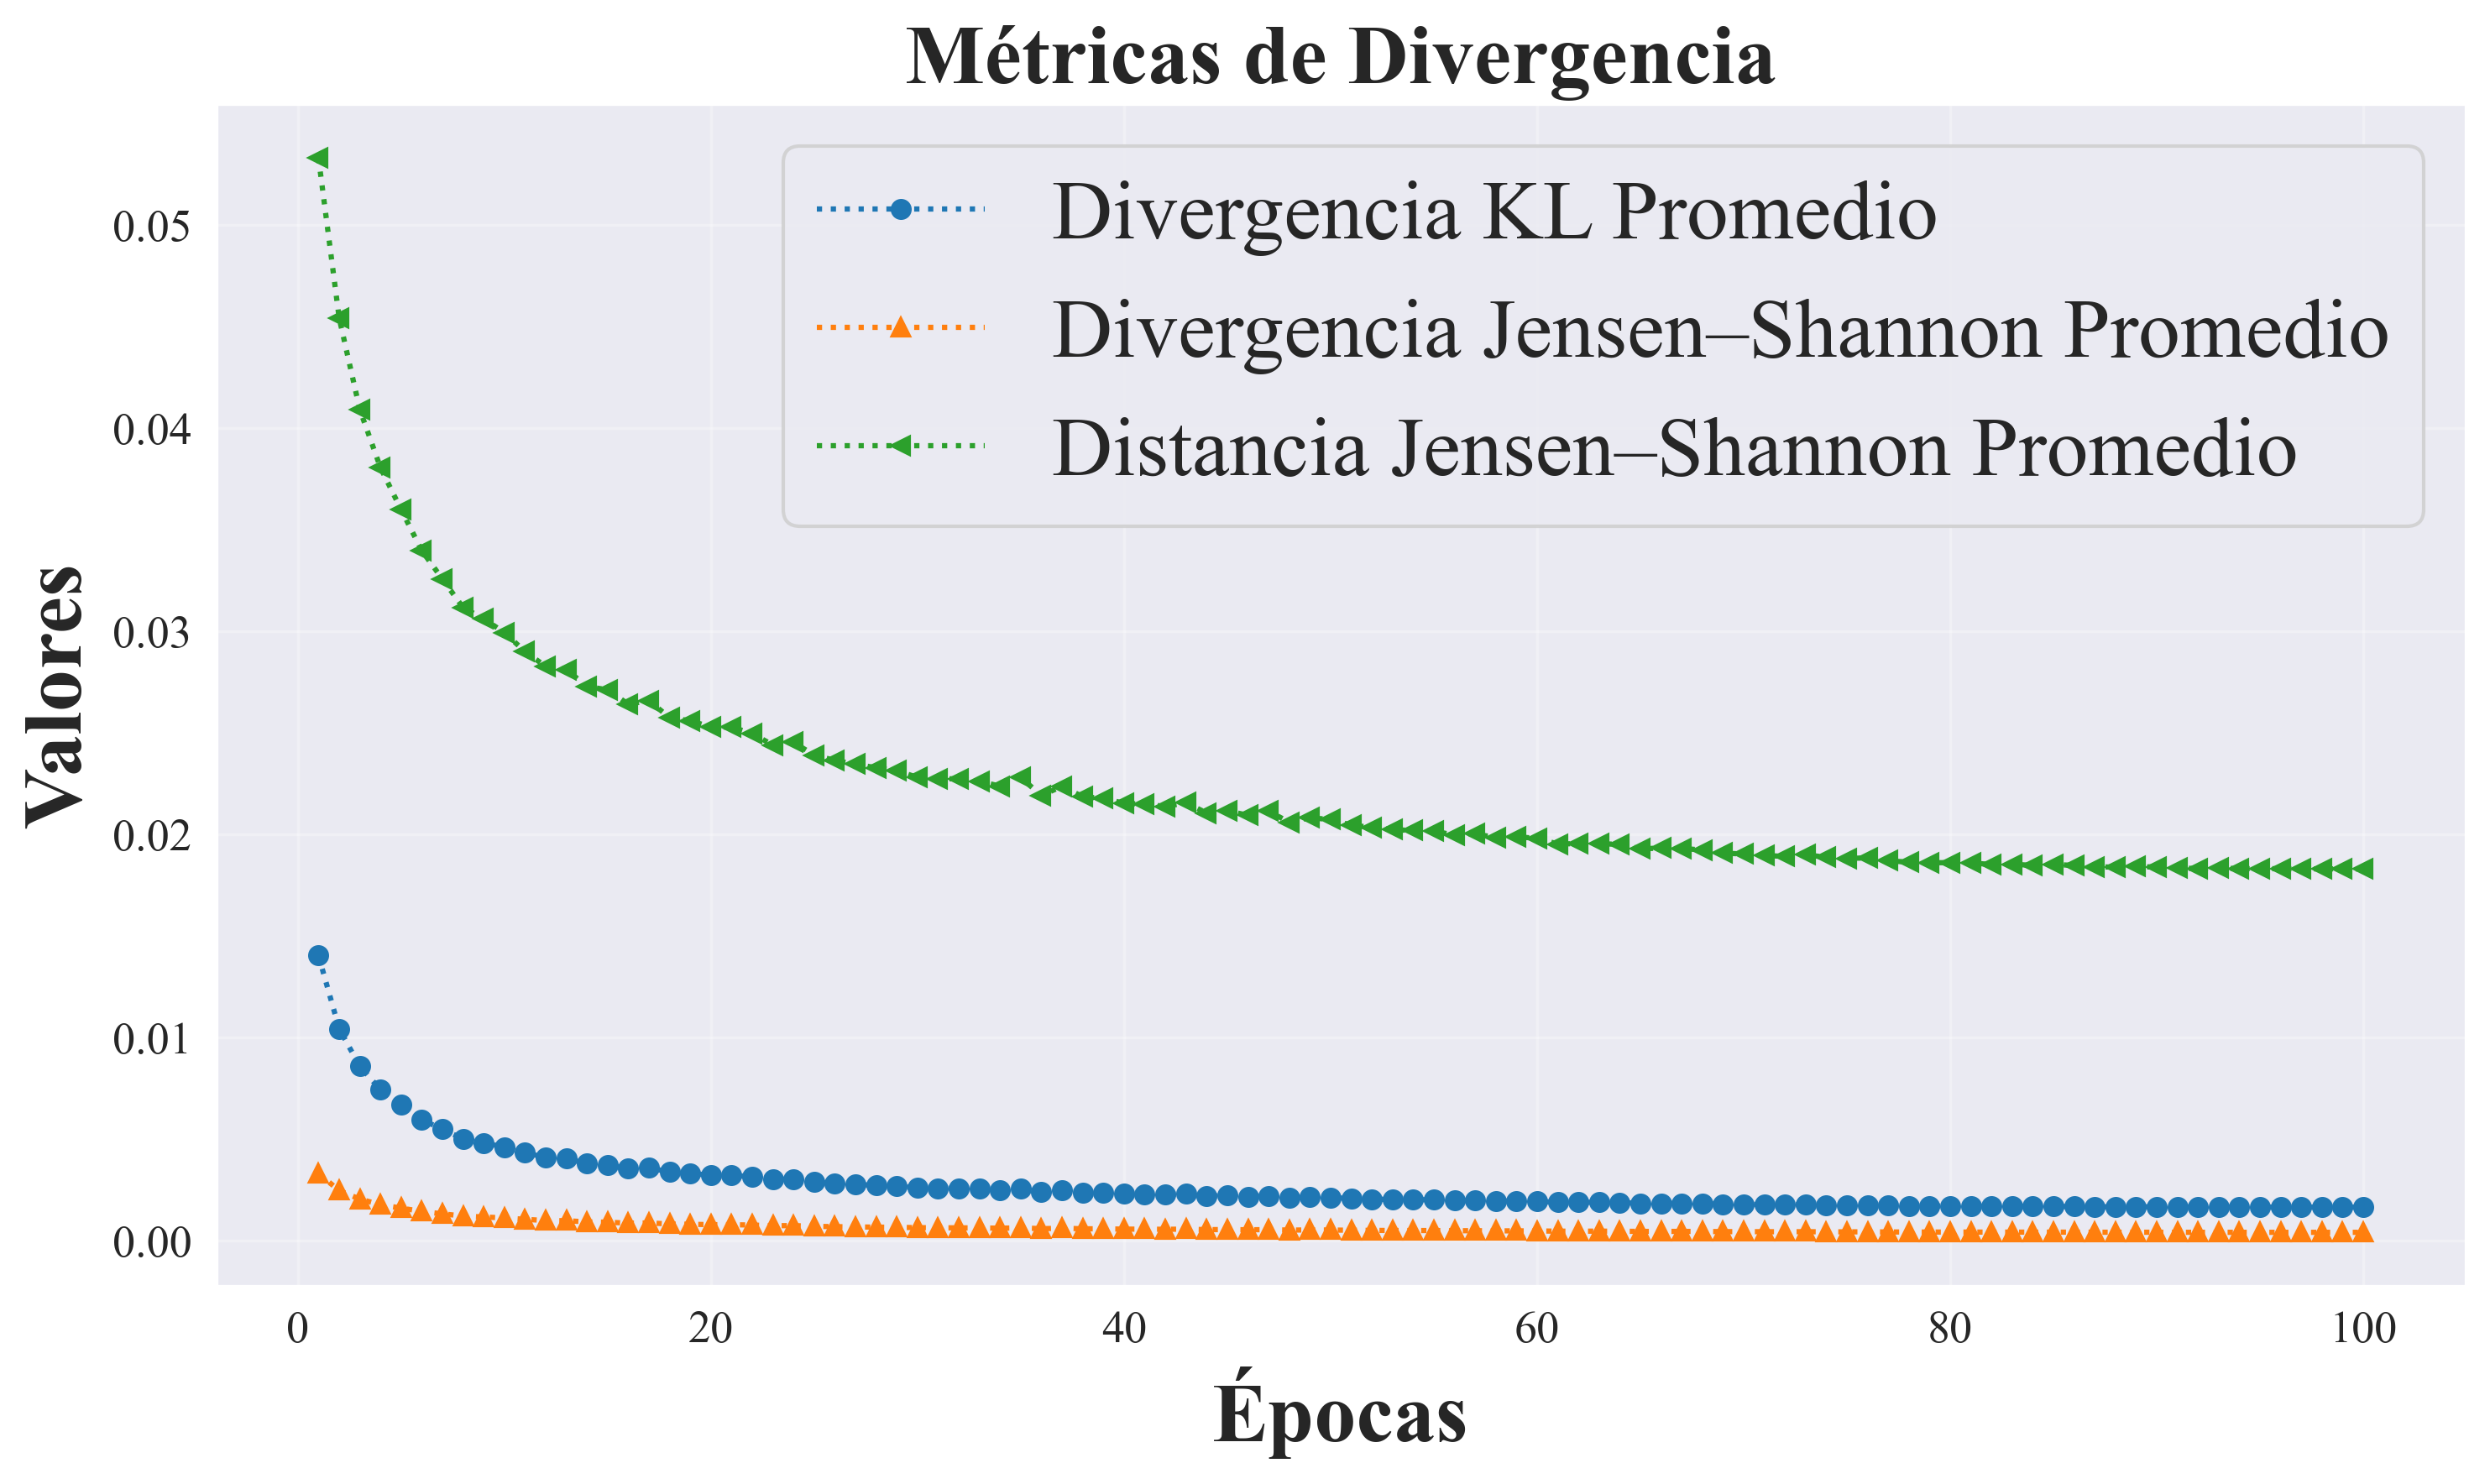 Métricas de Divergencia
Divergencia KL Promedio
Divergencia Jensen–Shannon Promedio
Distancia Jensen–Shannon Promedio
Valores
0.05
0.04
0.03
0.02
0.01
0.00
0 20 40 60 80 100
Épocas